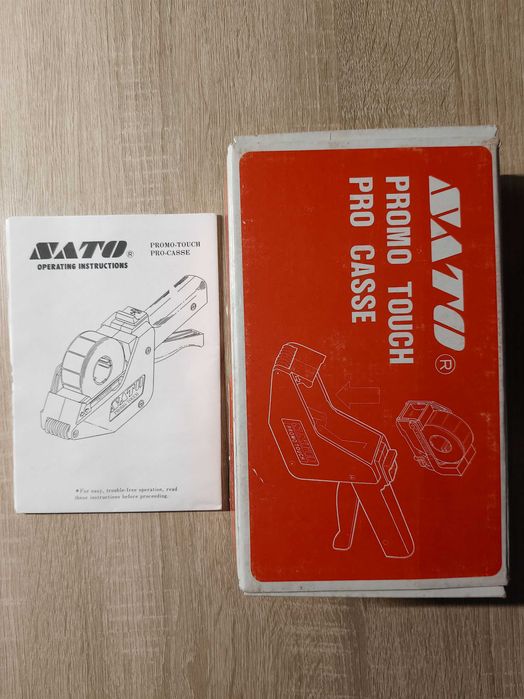 SATO®
OPERATING INSTRUCTIONS
PROMO-TOUCH
PRO-CASSE
SATO
*For easy, trouble-free operation, read
these instructions before proceeding.
SATO®
PROMO TOUCH
PRO CASSE